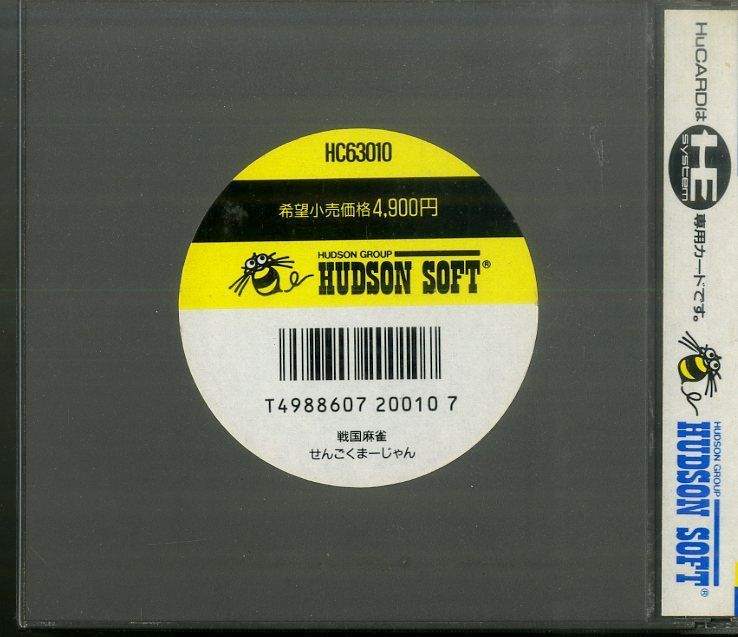 HC63010
希望小売価格4,900円
HUDSON GROUP
HUDSON SOFT®
T4988607 20010 7
戦国麻雀
せんごくまーじゃん
HuCARDは
HE
system
専用カードです。
HUDSON GROUP
HUDSON SOFT®